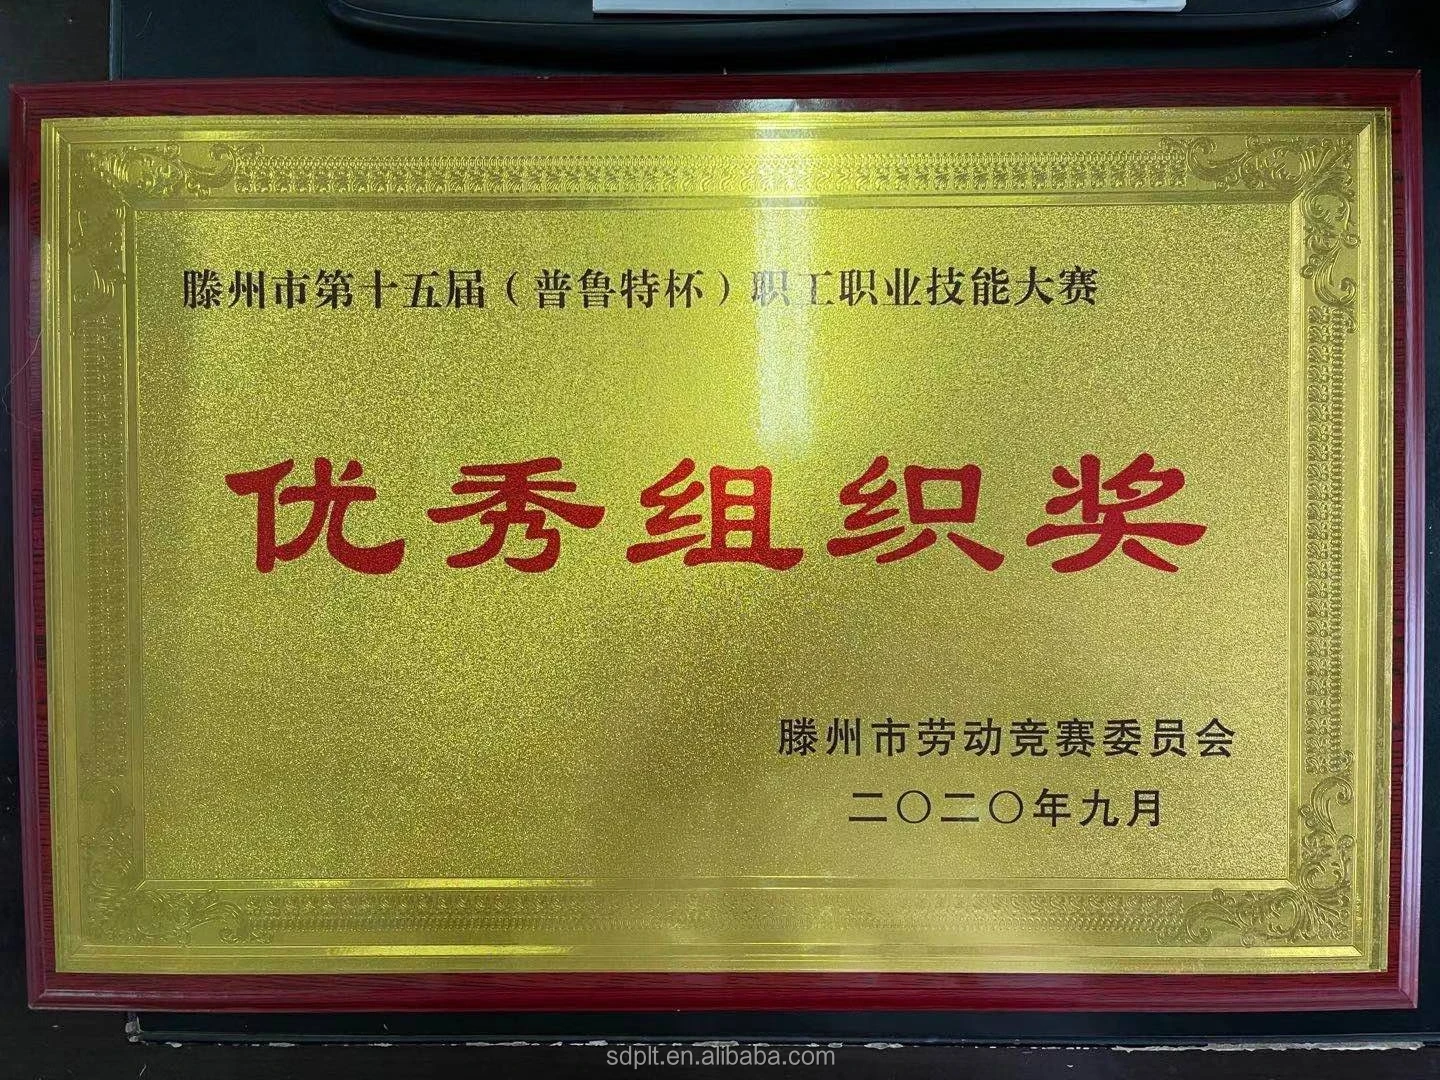 滕州市第十五届（普鲁特杯）职工职业技能大赛
优秀组织奖
滕州市劳动竞赛委员会
二〇二〇年九月
sdplt.en.alibaba.com